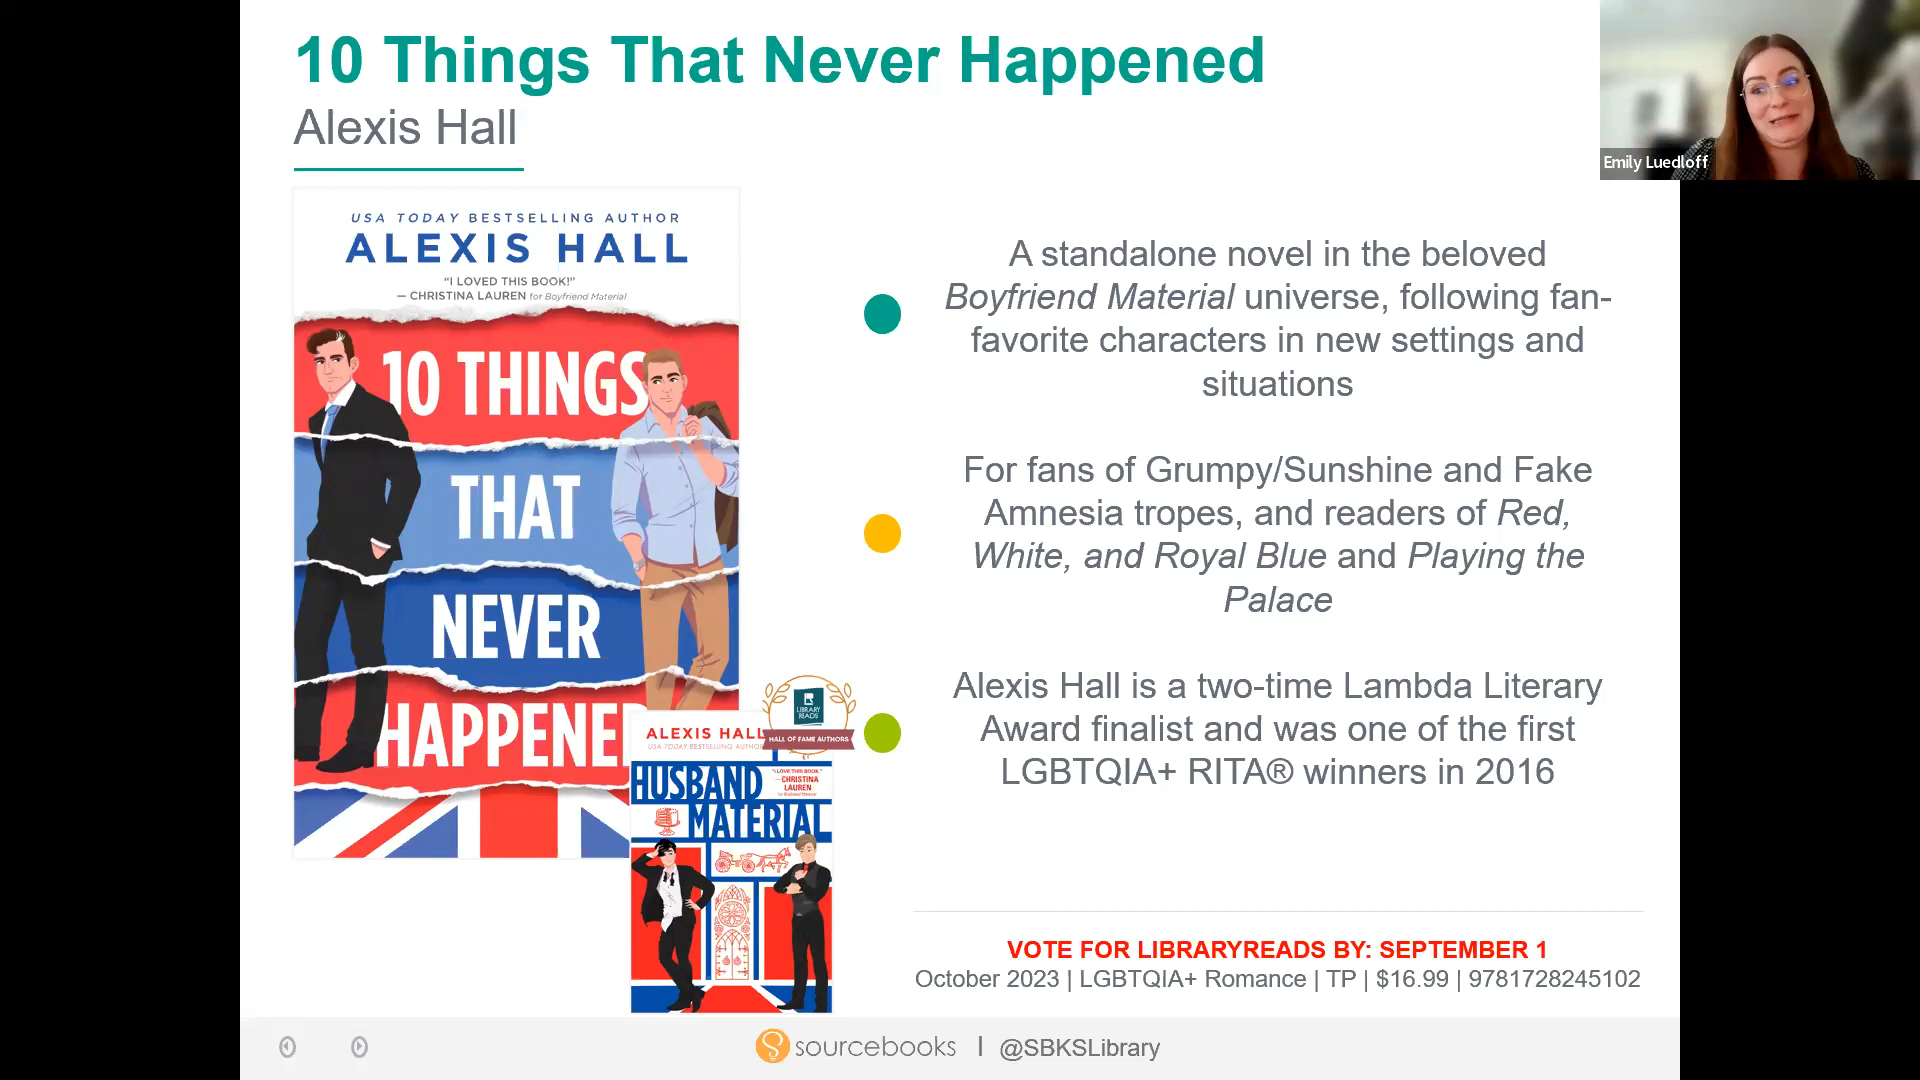 10 Things That Never Happened
Alexis Hall
Emily Luedloff
USA TODAY BESTSELLING AUTHOR
ALEXIS HALL
“I LOVED THIS BOOK!”
— CHRISTINA LAUREN for Boyfriend Material
10 THINGS
THAT
NEVER
HAPPENED
LIBRARY
READS
HALL OF FAME AUTHORS
ALEXIS HALL
USA TODAY BESTSELLING AUTHOR
HUSBAND
MATERIAL
"I LOVE THIS BOOK."
—CHRISTINA
LAUREN
for Boyfriend Material
A standalone novel in the beloved
Boyfriend Material universe, following fan-
favorite characters in new settings and
situations
For fans of Grumpy/Sunshine and Fake
Amnesia tropes, and readers of Red,
White, and Royal Blue and Playing the
Palace
Alexis Hall is a two-time Lambda Literary
Award finalist and was one of the first
LGBTQIA+ RITA® winners in 2016
VOTE FOR LIBRARYREADS BY: SEPTEMBER 1
October 2023 | LGBTQIA+ Romance | TP | $16.99 | 9781728245102
sourcebooks | @SBKSLibrary